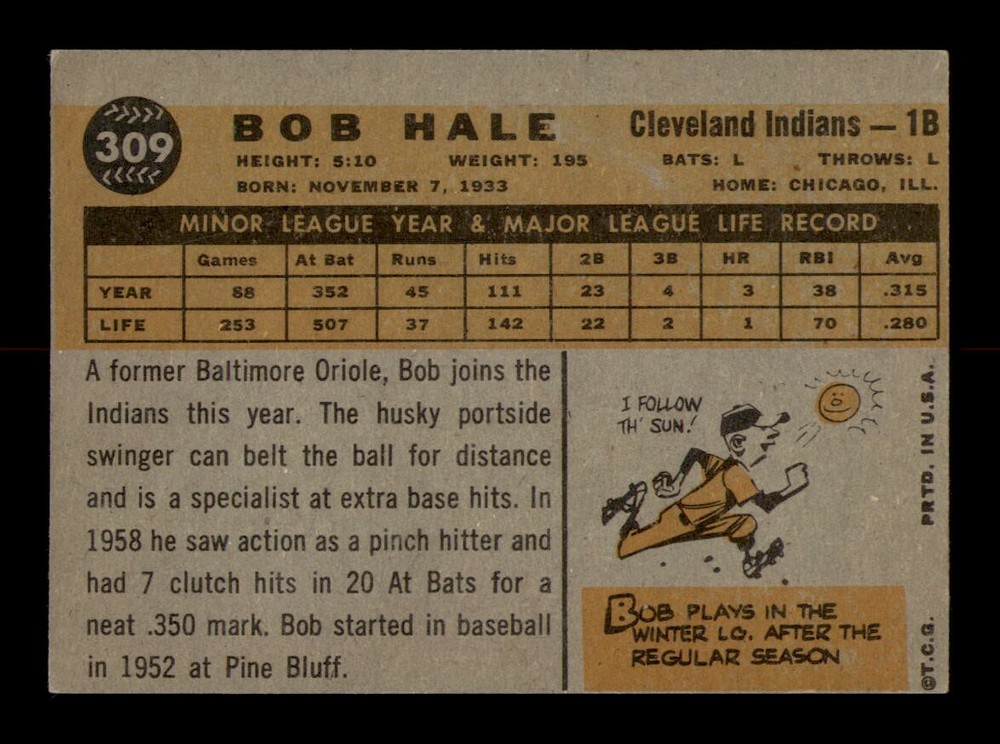 309
BOB HALE
Cleveland Indians — 1B
HEIGHT: 5:10 WEIGHT: 195 BATS: L THROWS: L
BORN: NOVEMBER 7, 1933 HOME: CHICAGO, ILL.
MINOR LEAGUE YEAR & MAJOR LEAGUE LIFE RECORD
Games At Bat Runs Hits 2B 3B HR RBI Avg
YEAR 88 352 45 111 23 4 3 38 .315
LIFE 253 507 37 142 22 2 1 70 .280
A former Baltimore Oriole, Bob joins the
Indians this year. The husky portside
swinger can belt the ball for distance
and is a specialist at extra base hits. In
1958 he saw action as a pinch hitter and
had 7 clutch hits in 20 At Bats for a
neat .350 mark. Bob started in baseball
in 1952 at Pine Bluff.
I FOLLOW
TH' SUN!
BOB PLAYS IN THE
WINTER LG. AFTER THE
REGULAR SEASON
©T.C.G. PRTD. IN U.S.A.